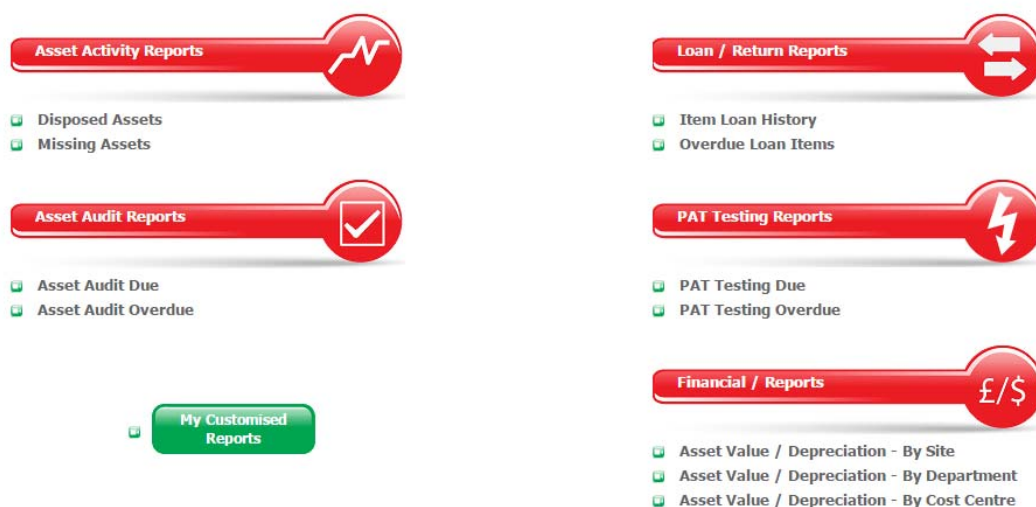 Asset Activity Reports
Disposed Assets
Missing Assets
Asset Audit Reports
Asset Audit Due
Asset Audit Overdue
My Customised
Reports
Loan / Return Reports
Item Loan History
Overdue Loan Items
PAT Testing Reports
PAT Testing Due
PAT Testing Overdue
Financial / Reports
£/$
Asset Value / Depreciation - By Site
Asset Value / Depreciation - By Department
Asset Value / Depreciation - By Cost Centre